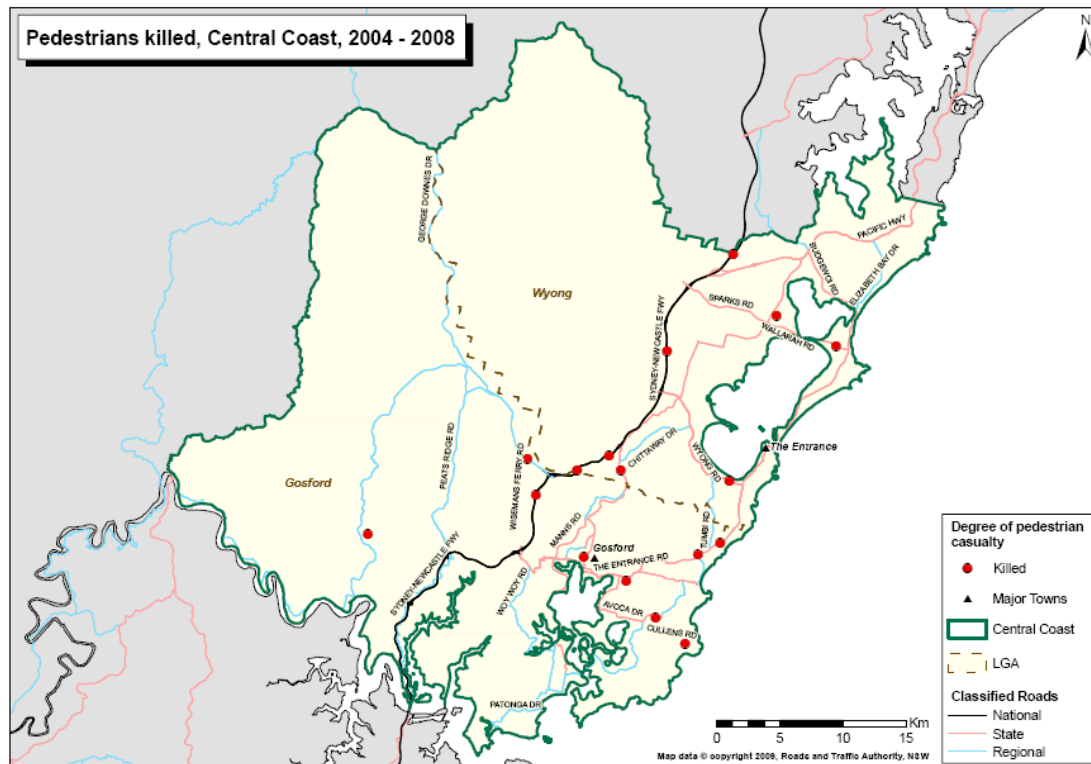 Pedestrians killed, Central Coast, 2004 - 2008
N
GEORGE DOWNES DR
PACIFIC HWY
BUDGEWOI RD
ELIZABETH BAY DR
Wyong
SPARKS RD
SYDNEY-NEWCASTLE FWY
WALLARAH RD
PEATS RIDGE RD
WISEMANS FERRY RD
CHITTAWAY DR
WYONG RD
The Entrance
Gosford
MANNS RD
TUMBI RD
Gosford
THE ENTRANCE RD
SYDNEY-NEWCASTLE FWY
WOY WOY RD
AVOCA DR
CULLENS RD
PATONGA DR
Degree of pedestrian
casualty
Killed
Major Towns
Central Coast
LGA
Classified Roads
National
State
Regional
Km
0 5 10 15
Map data © copyright 2009, Roads and Traffic Authority, NSW